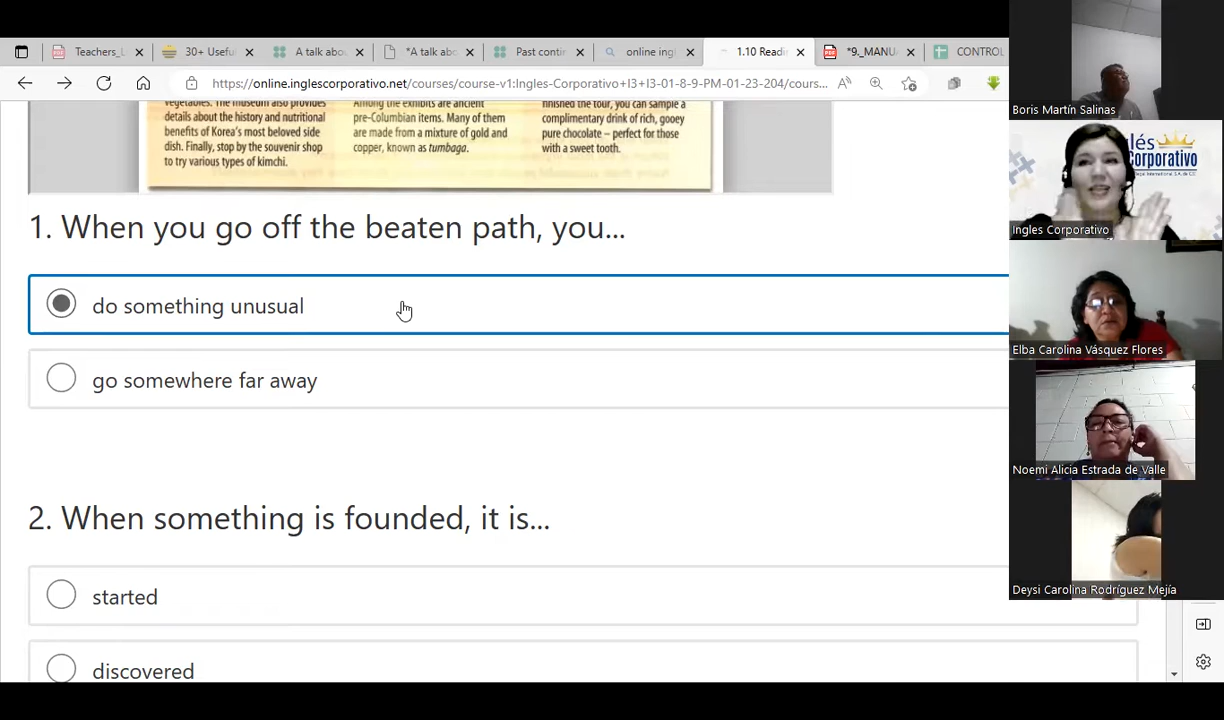 Teachers_L
30+ Usefu
A talk abo
*A talk abo
Past contin
online ingl
1.10 Readi
*9._MANU
CONTROL
https://online.inglescorporativo.net/courses/course-v1:Ingles-Corporativo+I3+I3-01-8-9-PM-01-23-204/cours...
vegetables. The museum also provides
details about the history and nutritional
benefits of Korea's most beloved side
dish. Finally, stop by the souvenir shop
to try various types of kimchi.
Among the exhibits are ancient
pre-Columbian items. Many of them
are made from a mixture of gold and
copper, known as tumbaga.
finished the tour, you can sample a
complimentary drink of rich, gooey
pure chocolate – perfect for those
with a sweet tooth.
1. When you go off the beaten path, you...
do something unusual
go somewhere far away
2. When something is founded, it is...
started
discovered
Boris Martín Salinas
glés
Corporativo
Ingles Corporativo
Elba Carolina Vásquez Flores
Noemi Alicia Estrada de Valle
Deysi Carolina Rodríguez Mejía